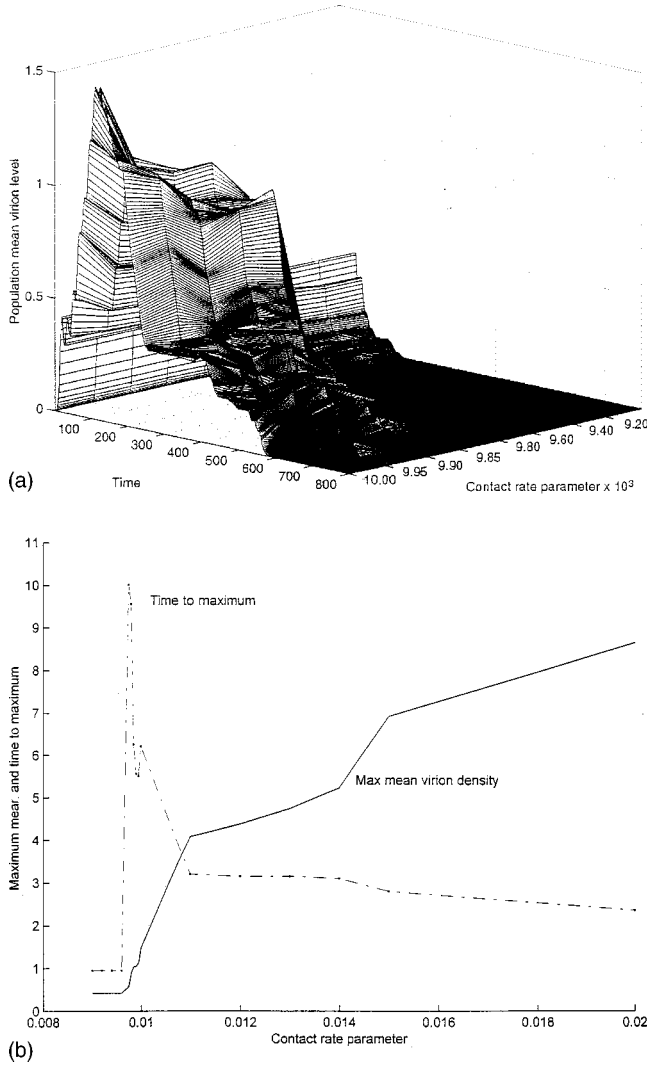 1.5
1
0.5
0
Population mean virion level
100 200 300 400 500 600 700 800
Time
10.00 9.95 9.90 9.85 9.80 9.60 9.40 9.20
Contact rate parameter x 10³
(a)
11
10
9
8
7
6
5
4
3
2
1
0
Maximum mear. and time to maximum
Time to maximum
Max mean virion density
0.008 0.01 0.012 0.014 0.016 0.018 0.02
Contact rate parameter
(b)